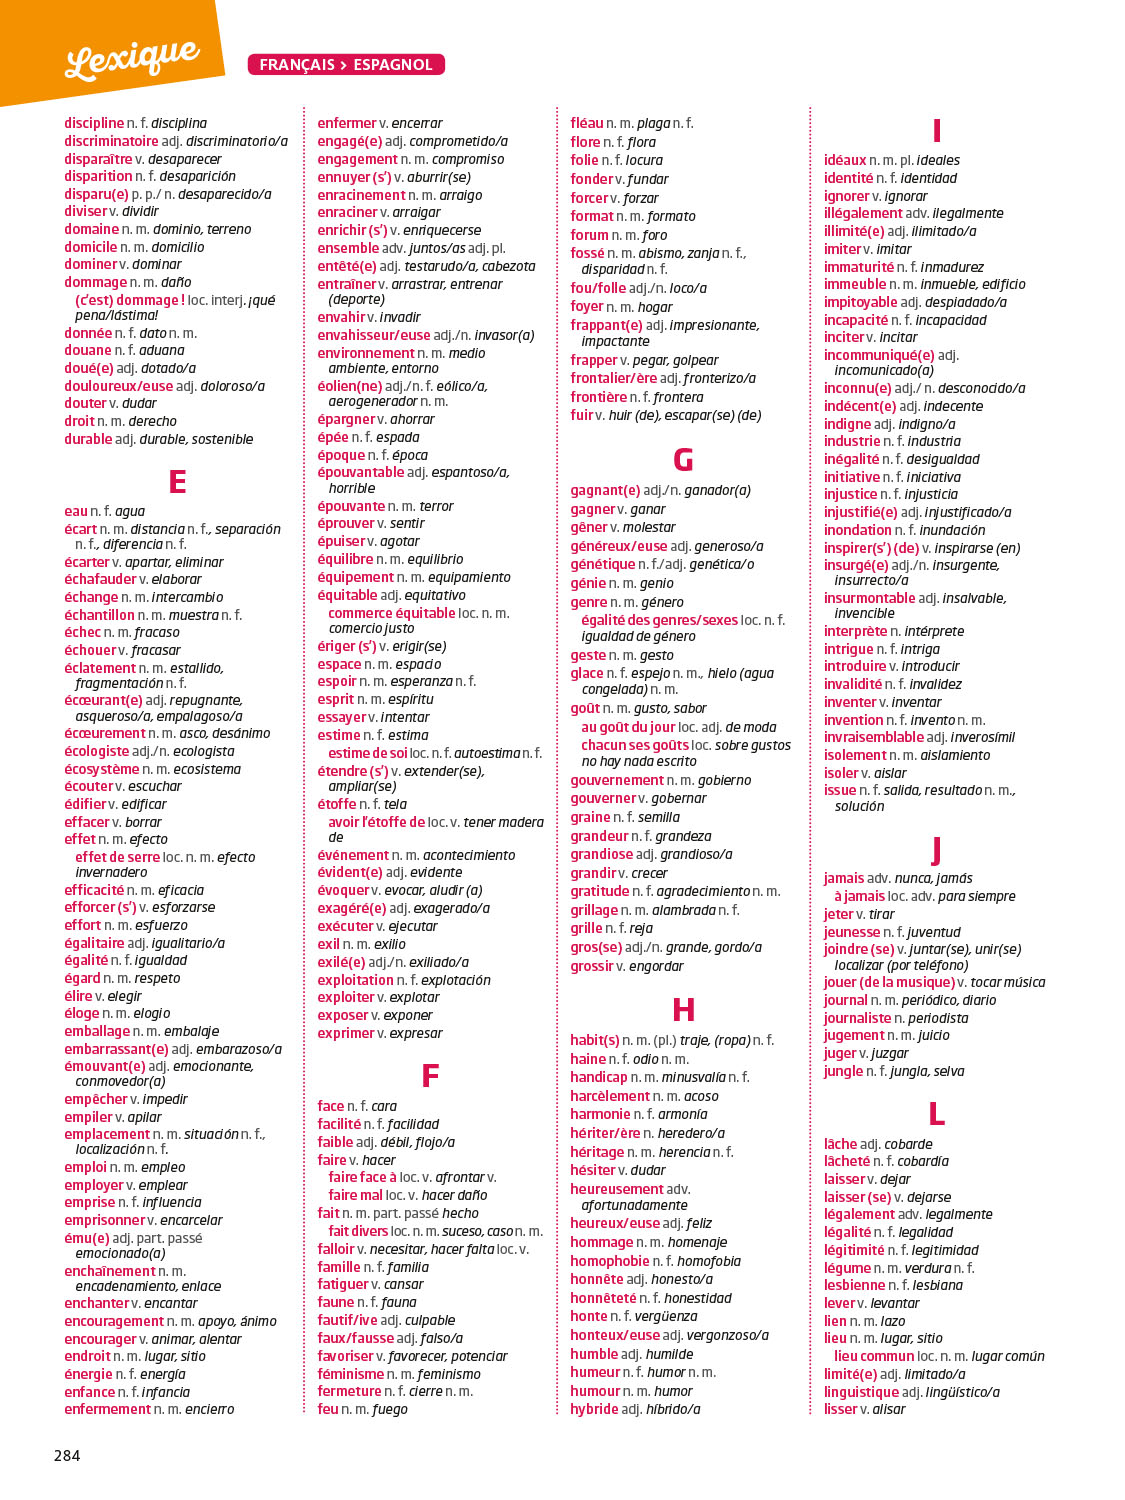 Lexique
FRANÇAIS > ESPAGNOL
discipline n. f. disciplina
discriminatoire adj. discriminatorio/a
disparaître v. desaparecer
disparition n. f. desaparición
disparu(e) p. p./ n. desaparecido/a
diviser v. dividir
domaine n. m. dominio, terreno
domicile n. m. domicilio
dominer v. dominar
dommage n. m. daño
(c'est) dommage ! loc. interj. ¡qué
pena/lástima!
donnée n. f. dato n. m.
douane n. f. aduana
doué(e) adj. dotado/a
douloureux/euse adj. doloroso/a
douter v. dudar
droit n. m. derecho
durable adj. durable, sostenible
E
eau n. f. agua
écart n. m. distancia n. f., separación
n. f., diferencia n. f.
écarter v. apartar, eliminar
échafauder v. elaborar
échange n. m. intercambio
échantillon n. m. muestra n. f.
échec n. m. fracaso
échouer v. fracasar
éclatement n. m. estallido,
fragmentación n. f.
écœurant(e) adj. repugnante,
asqueroso/a, empalagoso/a
écœurement n. m. asco, desánimo
écologiste adj./n. ecologista
écosystème n. m. ecosistema
écouter v. escuchar
édifier v. edificar
effacer v. borrar
effet n. m. efecto
effet de serre loc. n. m. efecto
invernadero
efficacité n. m. eficacia
efforcer (s') v. esforzarse
effort n. m. esfuerzo
égalitaire adj. igualitario/a
égalité n. f. igualdad
égard n. m. respeto
élire v. elegir
éloge n. m. elogio
emballage n. m. embalaje
embarrassant(e) adj. embarazoso/a
émouvant(e) adj. emocionante,
conmovedor(a)
empêcher v. impedir
empiler v. apilar
emplacement n. m. situación n. f.,
localización n. f.
emploi n. m. empleo
employer v. emplear
emprise n. f. influencia
emprisonner v. encarcelar
ému(e) adj. part. passé
emocionado(a)
enchaînement n. m.
encadenamiento, enlace
enchanter v. encantar
encouragement n. m. apoyo, ánimo
encourager v. animar, alentar
endroit n. m. lugar, sitio
énergie n. f. energía
enfance n. f. infancia
enfermement n. m. encierro
enfermer v. encerrar
engagé(e) adj. comprometido/a
engagement n. m. compromiso
ennuyer (s') v. aburrir(se)
enracinement n. m. arraigo
enraciner v. arraigar
enrichir (s') v. enriquecerse
ensemble adv. juntos/as adj. pl.
entêté(e) adj. testarudo/a, cabezota
entraîner v. arrastrar, entrenar
(deporte)
envahir v. invadir
envahisseur/euse adj./n. invasor(a)
environnement n. m. medio
ambiente, entorno
éolien(ne) adj./n. f. eólico/a,
aerogenerador n. m.
épargner v. ahorrar
épée n. f. espada
époque n. f. época
épouvantable adj. espantoso/a,
horrible
épouvante n. m. terror
éprouver v. sentir
épuiser v. agotar
équilibre n. m. equilibrio
équipement n. m. equipamiento
équitable adj. equitativo
commerce équitable loc. n. m.
comercio justo
ériger (s') v. erigir(se)
espace n. m. espacio
espoir n. m. esperanza n. f.
esprit n. m. espíritu
essayer v. intentar
estime n. f. estima
estime de soi loc. n. f. autoestima n. f.
étendre (s') v. extender(se),
ampliar(se)
étoffe n. f. tela
avoir l'étoffe de loc. v. tener madera
de
événement n. m. acontecimiento
évident(e) adj. evidente
évoquer v. evocar, aludir (a)
exagéré(e) adj. exagerado/a
exécuter v. ejecutar
exil n. m. exilio
exilé(e) adj./n. exiliado/a
exploitation n. f. explotación
exploiter v. explotar
exposer v. exponer
exprimer v. expresar
F
face n. f. cara
facilité n. f. facilidad
faible adj. débil, flojo/a
faire v. hacer
faire face à loc. v. afrontar v.
faire mal loc. v. hacer daño
fait n. m. part. passé hecho
fait divers loc. n. m. suceso, caso n. m.
falloir v. necesitar, hacer falta loc. v.
famille n. f. familia
fatiguer v. cansar
faune n. f. fauna
fautif/ive adj. culpable
faux/fausse adj. falso/a
favoriser v. favorecer, potenciar
féminisme n. m. feminismo
fermeture n. f. cierre n. m.
feu n. m. fuego
fléau n. m. plaga n. f.
flore n. f. flora
folie n. f. locura
fonder v. fundar
forcer v. forzar
format n. m. formato
forum n. m. foro
fossé n. m. abismo, zanja n. f.,
disparidad n. f.
fou/folle adj./n. loco/a
foyer n. m. hogar
frappant(e) adj. impresionante,
impactante
frapper v. pegar, golpear
frontalier/ère adj. fronterizo/a
frontière n. f. frontera
fuir v. huir (de), escapar(se) (de)
G
gagnant(e) adj./n. ganador(a)
gagner v. ganar
gêner v. molestar
généreux/euse adj. generoso/a
génétique n. f./adj. genética/o
génie n. m. genio
genre n. m. género
égalité des genres/sexes loc. n. f.
igualdad de género
geste n. m. gesto
glace n. f. espejo n. m., hielo (agua
congelada) n. m.
goût n. m. gusto, sabor
au goût du jour loc. adj. de moda
chacun ses goûts loc. sobre gustos
no hay nada escrito
gouvernement n. m. gobierno
gouverner v. gobernar
graine n. f. semilla
grandeur n. f. grandeza
grandiose adj. grandioso/a
grandir v. crecer
gratitude n. f. agradecimiento n. m.
grillage n. m. alambrada n. f.
grille n. f. reja
gros(se) adj./n. grande, gordo/a
grossir v. engordar
H
habit(s) n. m. (pl.) traje, (ropa) n. f.
haine n. f. odio n. m.
handicap n. m. minusvalía n. f.
harcèlement n. m. acoso
harmonie n. f. armonía
hériter/ère n. heredero/a
héritage n. m. herencia n. f.
hésiter v. dudar
heureusement adv.
afortunadamente
heureux/euse adj. feliz
hommage n. m. homenaje
homophobie n. f. homofobia
honnête adj. honesto/a
honnêteté n. f. honestidad
honte n. f. vergüenza
honteux/euse adj. vergonzoso/a
humble adj. humilde
humeur n. f. humor n. m.
humour n. m. humor
hybride adj. híbrido/a
I
idéaux n. m. pl. ideales
identité n. f. identidad
ignorer v. ignorar
illégalement adv. ilegalmente
illimité(e) adj. ilimitado/a
imiter v. imitar
immaturité n. f. inmadurez
immeuble n. m. inmueble, edificio
impitoyable adj. despiadado/a
incapacité n. f. incapacidad
inciter v. incitar
incommuniqué(e) adj.
incomunicado(a)
inconnu(e) adj./ n. desconocido/a
indécent(e) adj. indecente
indigne adj. indigno/a
industrie n. f. industria
inégalité n. f. desigualdad
initiative n. f. iniciativa
injustice n. f. injusticia
injustifié(e) adj. injustificado/a
inondation n. f. inundación
inspirer(s') (de) v. inspirarse (en)
insurgé(e) adj./n. insurgente,
insurrecto/a
insurmontable adj. insalvable,
invencible
interprète n. intérprete
intrigue n. f. intriga
introduire v. introducir
invalidité n. f. invalidez
inventer v. inventar
invention n. f. invento n. m.
invraisemblable adj. inverosímil
isolement n. m. aislamiento
isoler v. aislar
issue n. f. salida, resultado n. m.,
solución
J
jamais adv. nunca, jamás
à jamais loc. adv. para siempre
jeter v. tirar
jeunesse n. f. juventud
joindre (se) v. juntar(se), unir(se)
localizar (por teléfono)
jouer (de la musique) v. tocar música
journal n. m. periódico, diario
journaliste n. periodista
jugement n. m. juicio
juger v. juzgar
jungle n. f. jungla, selva
L
lâche adj. cobarde
lâcheté n. f. cobardía
laisser v. dejar
laisser (se) v. dejarse
légalement adv. legalmente
légalité n. f. legalidad
légitimité n. f. legitimidad
légume n. m. verdura n. f.
lesbienne n. f. lesbiana
lever v. levantar
lien n. m. lazo
lieu n. m. lugar, sitio
lieu commun loc. n. m. lugar común
limité(e) adj. limitado/a
linguistique adj. lingüístico/a
lisser v. alisar
284